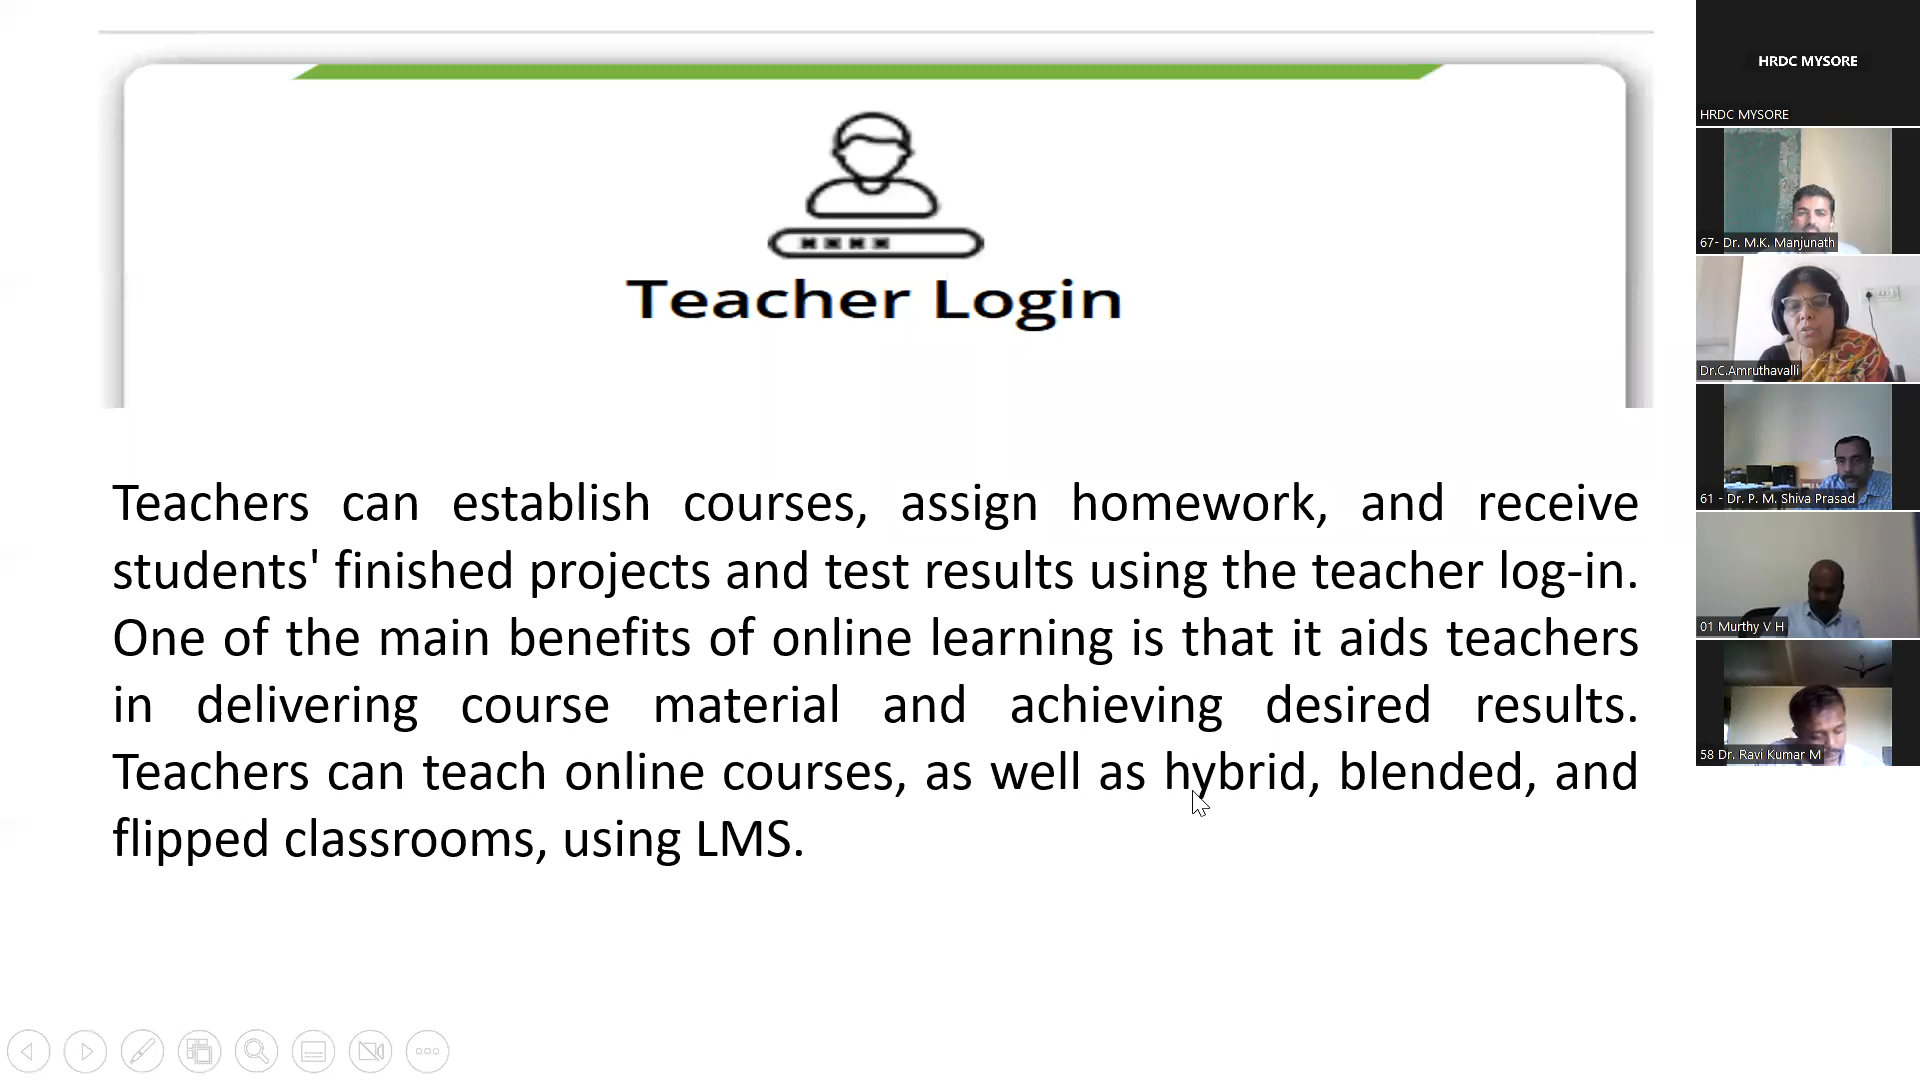 Teacher Login
Teachers can establish courses, assign homework, and receive
students' finished projects and test results using the teacher log-in.
One of the main benefits of online learning is that it aids teachers
in delivering course material and achieving desired results.
Teachers can teach online courses, as well as hybrid, blended, and
flipped classrooms, using LMS.
HRDC MYSORE
HRDC MYSORE
67- Dr. M.K. Manjunath
Dr.C.Amruthavalli
61 - Dr. P. M. Shiva Prasad
01 Murthy V H
58 Dr. Ravi Kumar M